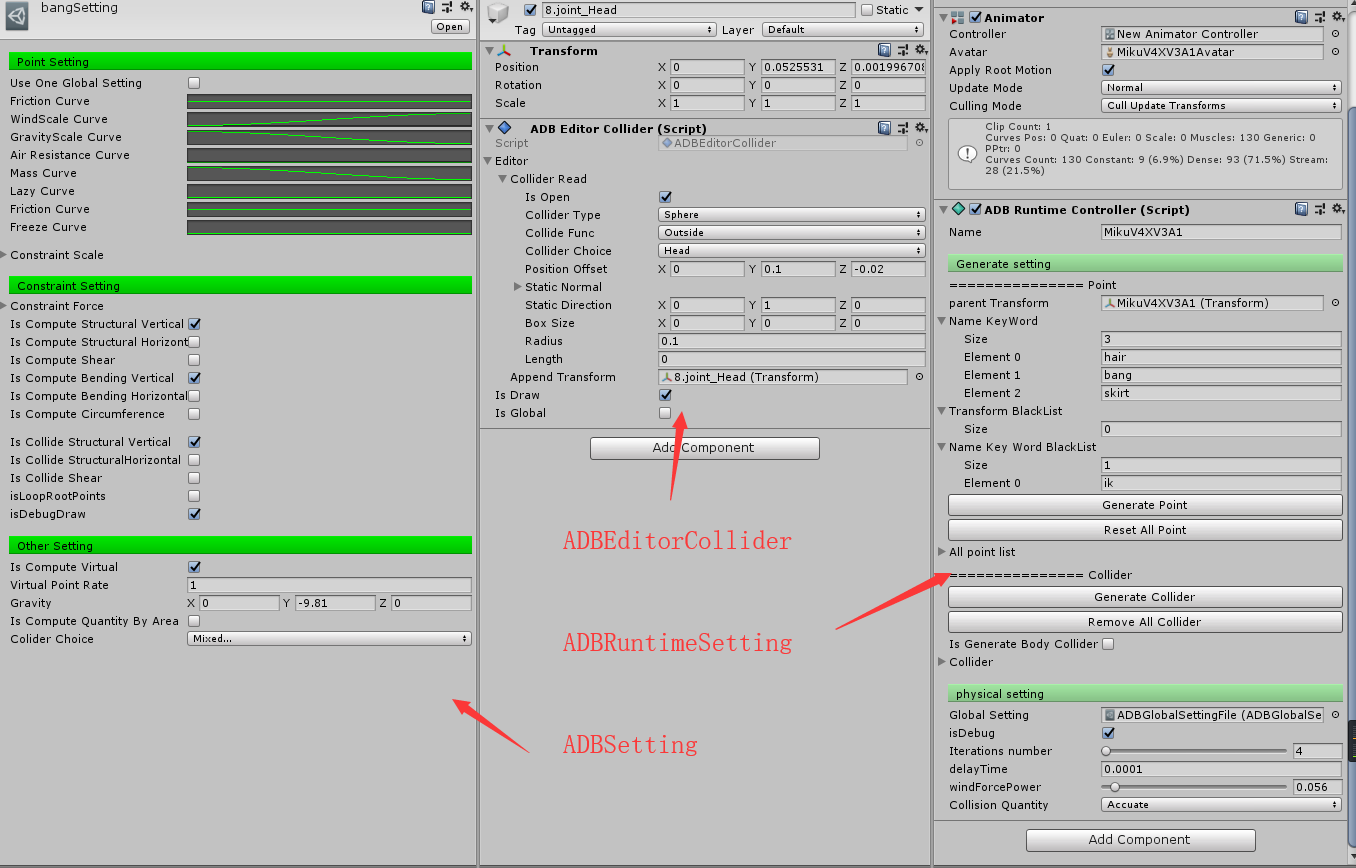 bangSetting
Open
Point Setting
Use One Global Setting
Friction Curve
WindScale Curve
GravityScale Curve
Air Resistance Curve
Mass Curve
Lazy Curve
Friction Curve
Freeze Curve
Constraint Scale
Constraint Setting
Constraint Force
Is Compute Structural Vertical
Is Compute Structural Horizont
Is Compute Shear
Is Compute Bending Vertical
Is Compute Bending Horizontal
Is Compute Circumference
Is Collide Structural Vertical
Is Collide StructuralHorizontal
Is Collide Shear
isLoopRootPoints
isDebugDraw
Other Setting
Is Compute Virtual
Virtual Point Rate 1
Gravity X 0 Y -9.81 Z 0
Is Compute Quantity By Area
Colider Choice Mixed...
8.joint_Head Static
Tag Untagged Layer Default
Transform
Position X 0 Y 0.0525531 Z 0.001996708
Rotation X 0 Y 0 Z 0
Scale X 1 Y 1 Z 1
ADB Editor Collider (Script)
Script ADBEditorCollider
Editor
Collider Read
Is Open
Collider Type Sphere
Collide Func Outside
Collider Choice Head
Position Offset X 0 Y 0.1 Z -0.02
Static Normal
Static Direction X 0 Y 1 Z 0
Box Size X 0 Y 0 Z 0
Radius 0.1
Length 0
Append Transform 8.joint_Head (Transform)
Is Draw
Is Global
Add Component
ADBEditorCollider
ADBRuntimeSetting
ADBSetting
Animator
Controller New Animator Controller
Avatar MikuV4XV3A1Avatar
Apply Root Motion
Update Mode Normal
Culling Mode Cull Update Transforms
Clip Count: 1
Curves Pos: 0 Quat: 0 Euler: 0 Scale: 0 Muscles: 130 Generic: 0
PPtr: 0
Curves Count: 130 Constant: 9 (6.9%) Dense: 93 (71.5%) Stream:
28 (21.5%)
ADB Runtime Controller (Script)
Name MikuV4XV3A1
Generate setting
=============== Point
parent Transform MikuV4XV3A1 (Transform)
Name KeyWord
Size 3
Element 0 hair
Element 1 bang
Element 2 skirt
Transform BlackList
Size 0
Name Key Word BlackList
Size 1
Element 0 ik
Generate Point
Reset All Point
All point list
=============== Collider
Generate Collider
Remove All Collider
Is Generate Body Collider
Collider
physical setting
Global Setting ADBGlobalSettingFile (ADBGlobalSe
isDebug
Iterations number 4
delayTime 0.0001
windForcePower 0.056
Collision Quantity Accuate
Add Component